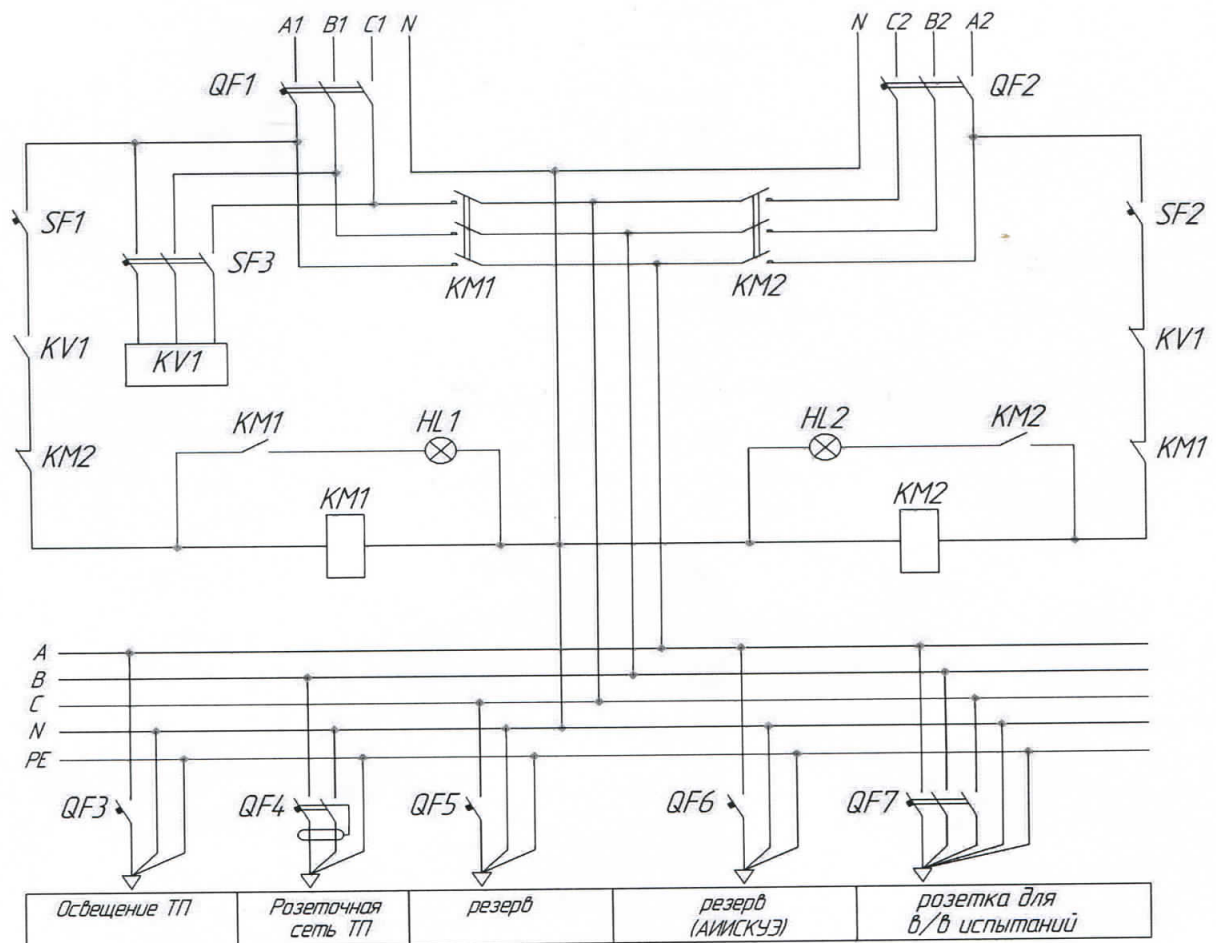 A1 B1 C1 N
N C2 B2 A2
QF1
QF2
SF1
SF2
SF3
KM1
KM2
KV1
KV1
KV1
KM1
HL1
HL2
KM2
KM2
KM1
KM1
KM2
A
B
C
N
PE
QF3
QF4
QF5
QF6
QF7
Освещение ТП
Розеточная
сеть ТП
резерв
резерв
(АИИСКУЭ)
розетка для
в/в испытаний